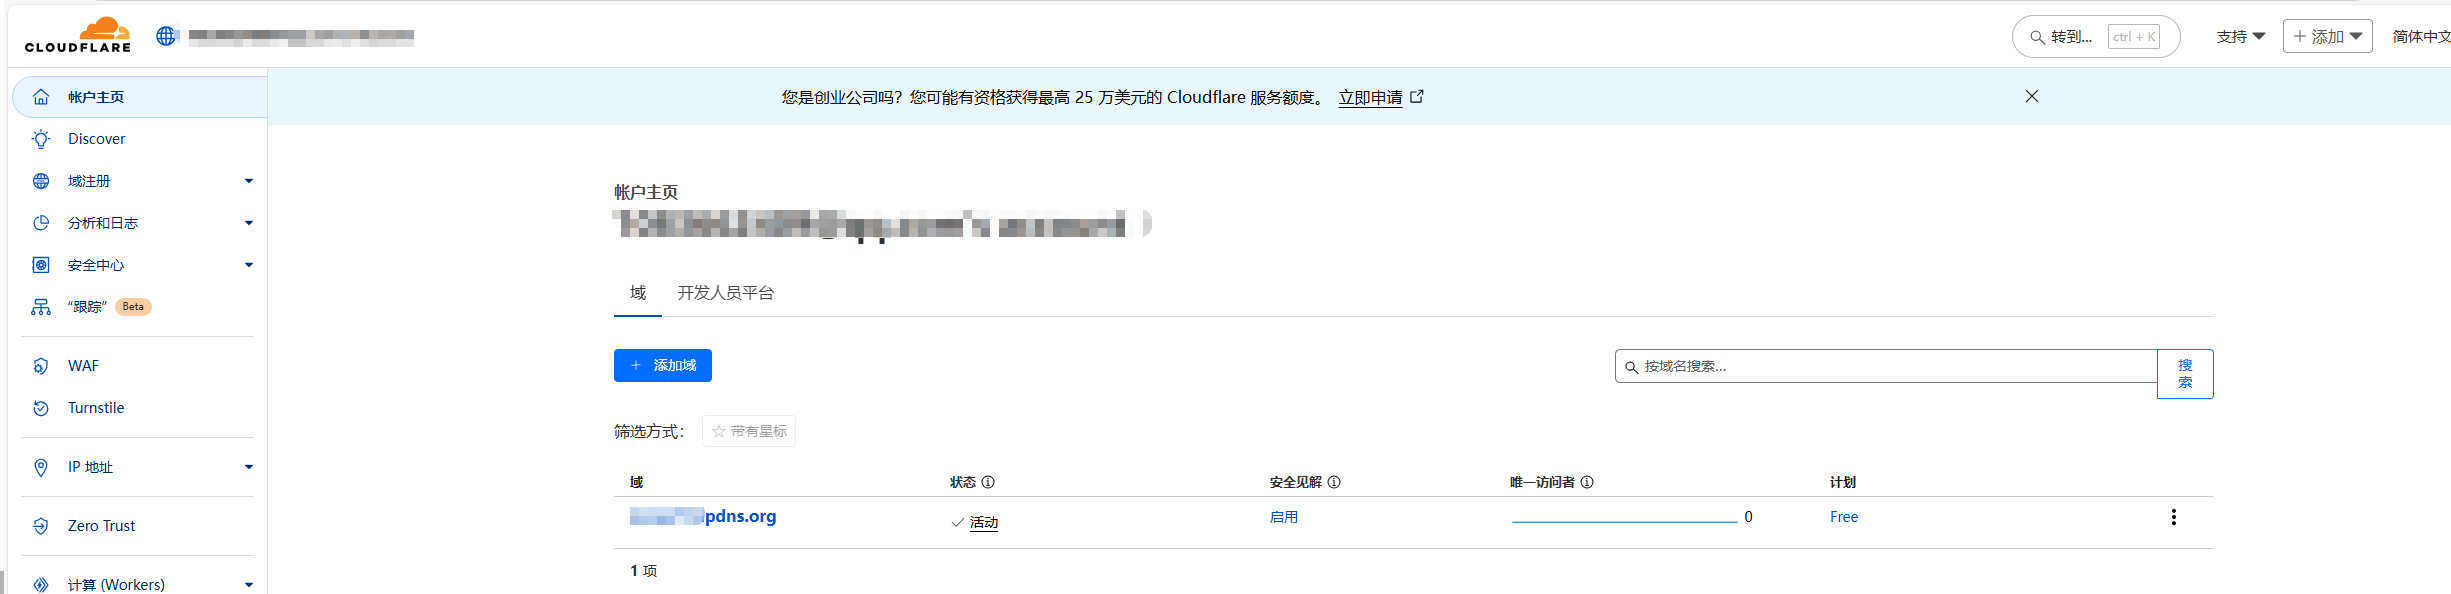 CLOUDFLARE
转到... ctrl + K
支持
+ 添加
简体中文
帐户主页
Discover
域注册
分析和日志
安全中心
“跟踪” Beta
WAF
Turnstile
IP 地址
Zero Trust
计算 (Workers)
您是创业公司吗？您可能有资格获得最高 25 万美元的 Cloudflare 服务额度。 立即申请
帐户主页
域 开发人员平台
+ 添加域
按域名搜索...
搜
索
筛选方式： 带有星标
域 状态 安全见解 唯一访问者 计划
pdns.org 活动 启用 0 Free
1 项